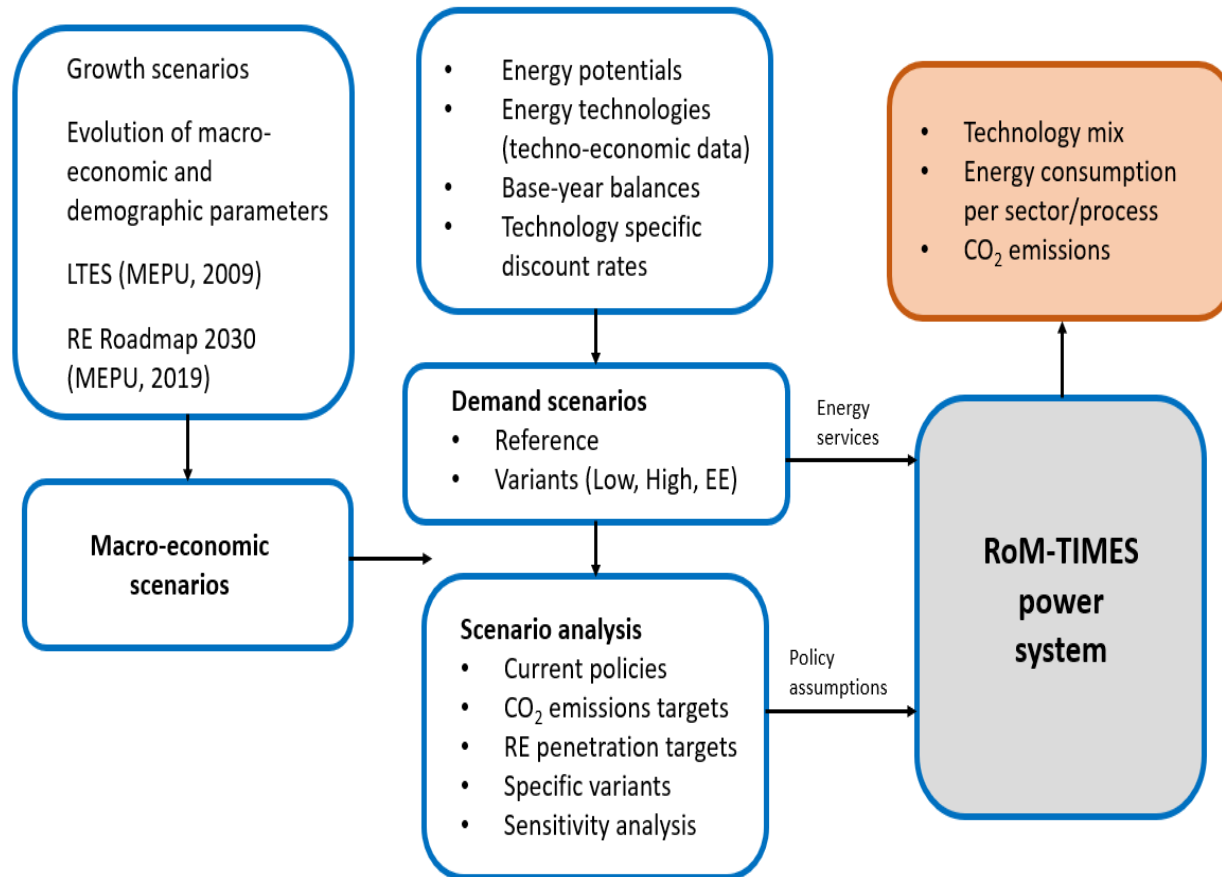 Growth scenarios
Evolution of macro-
economic and
demographic parameters
LTES (MEPU, 2009)
RE Roadmap 2030
(MEPU, 2019)
Macro-economic
scenarios
• Energy potentials
• Energy technologies
(techno-economic data)
• Base-year balances
• Technology specific
discount rates
Demand scenarios
• Reference
• Variants (Low, High, EE)
Scenario analysis
• Current policies
• CO₂ emissions targets
• RE penetration targets
• Specific variants
• Sensitivity analysis
Energy
services
Policy
assumptions
• Technology mix
• Energy consumption
per sector/process
• CO₂ emissions
RoM-TIMES
power
system